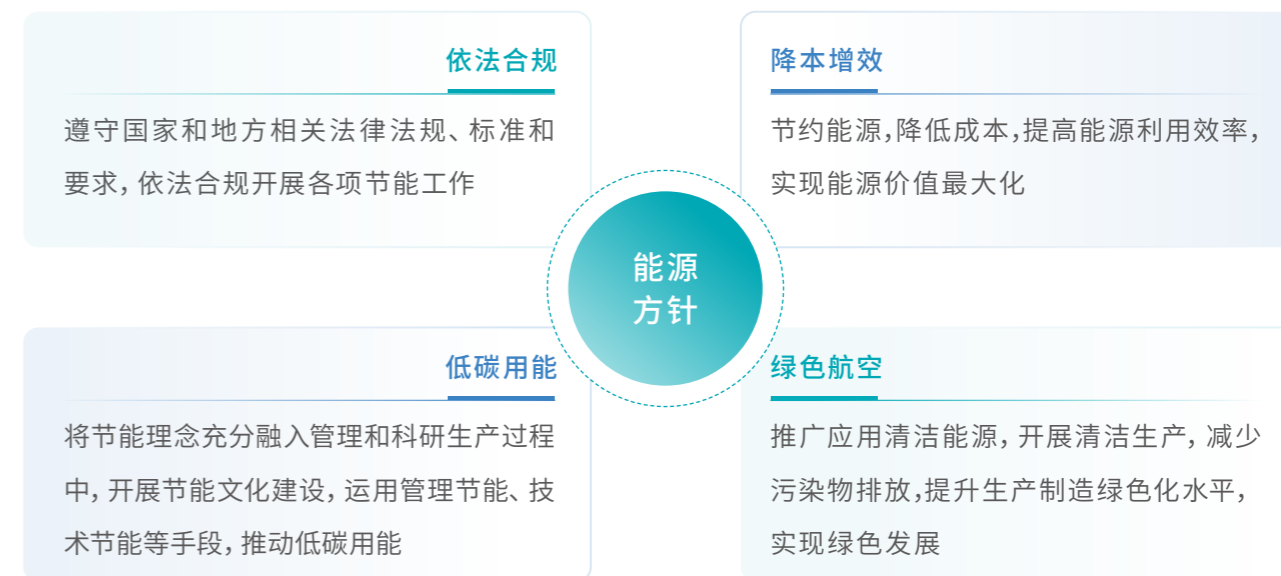 依法合规
遵守国家和地方相关法律法规、标准和
要求，依法合规开展各项节能工作
降本增效
节约能源，降低成本，提高能源利用效率，
实现能源价值最大化
能源
方针
低碳用能
将节能理念充分融入管理和科研生产过程
中，开展节能文化建设，运用管理节能、技
术节能等手段，推动低碳用能
绿色航空
推广应用清洁能源，开展清洁生产，减少
污染物排放，提升生产制造绿色化水平，
实现绿色发展